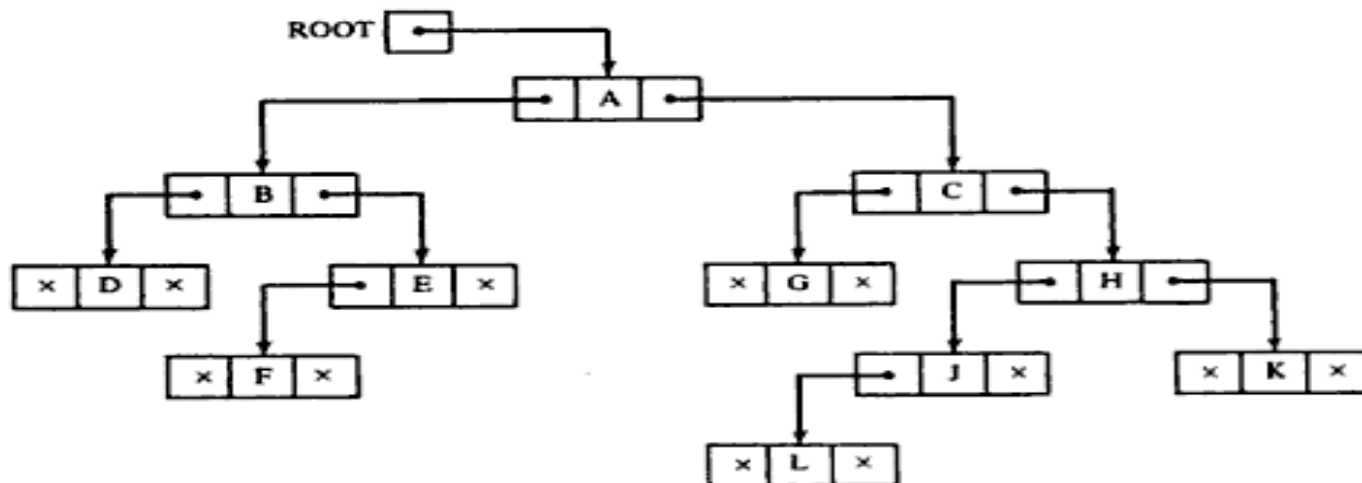 ROOT
A
B C
× D × E × × G × H
× F × J × × K ×
× L ×